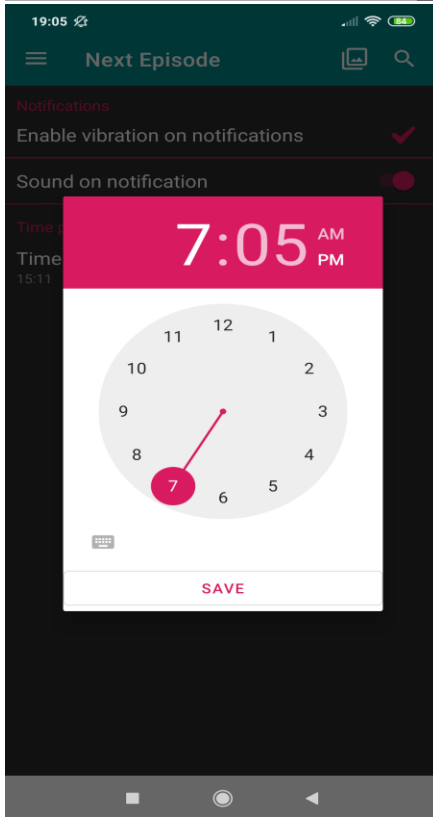 19:05 84
Next Episode
Notifications
Enable vibration on notifications
Sound on notification
Time p
Time
15:11
7:05 AM
PM
12
11 1
10 2
9 3
8 4
7 5
6
SAVE